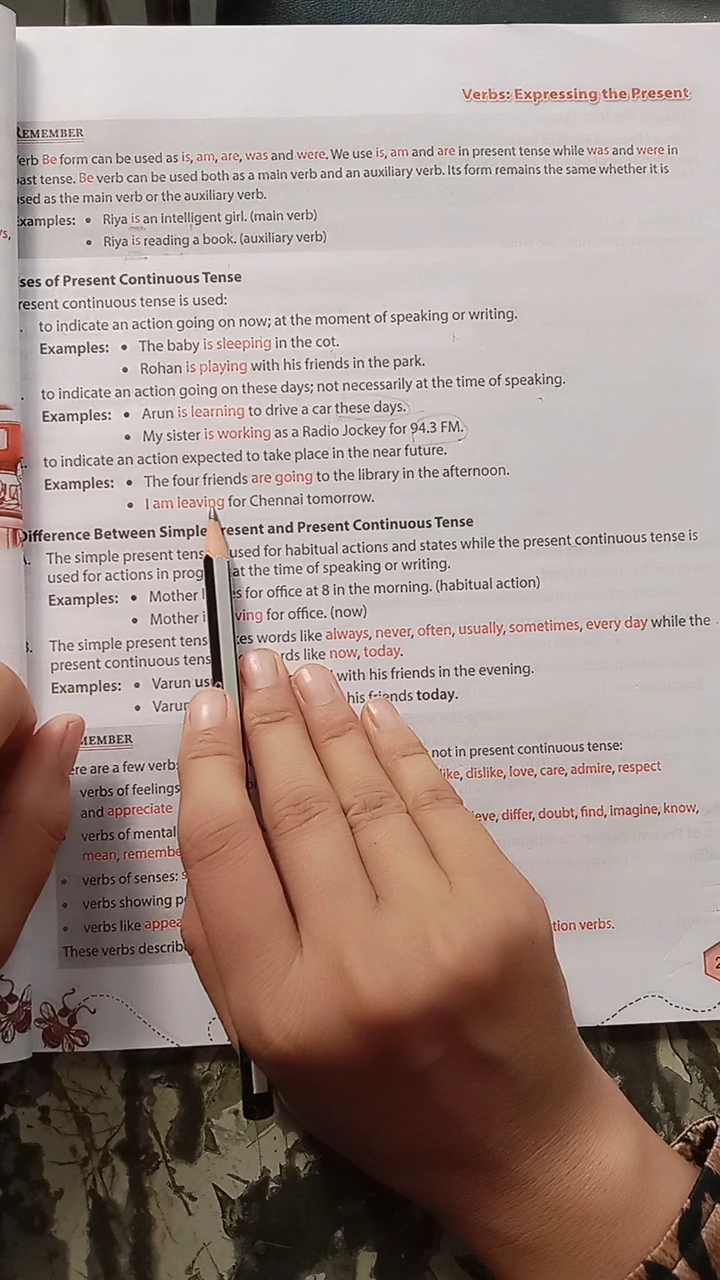 Verbs: Expressing the Present
REMEMBER
erb Be form can be used as is, am, are, was and were. We use is, am and are in present tense while was and were in
ast tense. Be verb can be used both as a main verb and an auxiliary verb. Its form remains the same whether it is
sed as the main verb or the auxiliary verb.
xamples: • Riya is an intelligent girl. (main verb)
• Riya is reading a book. (auxiliary verb)
ses of Present Continuous Tense
resent continuous tense is used:
to indicate an action going on now; at the moment of speaking or writing.
Examples: • The baby is sleeping in the cot.
• Rohan is playing with his friends in the park.
to indicate an action going on these days; not necessarily at the time of speaking.
Examples: • Arun is learning to drive a car these days.
• My sister is working as a Radio Jockey for 94.3 FM.
to indicate an action expected to take place in the near future.
Examples: • The four friends are going to the library in the afternoon.
• I am leaving for Chennai tomorrow.
Difference Between Simple Present and Present Continuous Tense
The simple present tens used for habitual actions and states while the present continuous tense is
used for actions in prog at the time of speaking or writing.
Examples: • Mother l s for office at 8 in the morning. (habitual action)
• Mother i ving for office. (now)
The simple present tens es words like always, never, often, usually, sometimes, every day while the
present continuous tens rds like now, today.
Examples: • Varun us with his friends in the evening.
• Varun his friends today.
EMEMBER
ere are a few verb not in present continuous tense:
verbs of feelings ike, dislike, love, care, admire, respect
and appreciate
verbs of mental eve, differ, doubt, find, imagine, know,
mean, remembe
• verbs of senses: s
• verbs showing p
• verbs like appea tion verbs.
These verbs describ
2